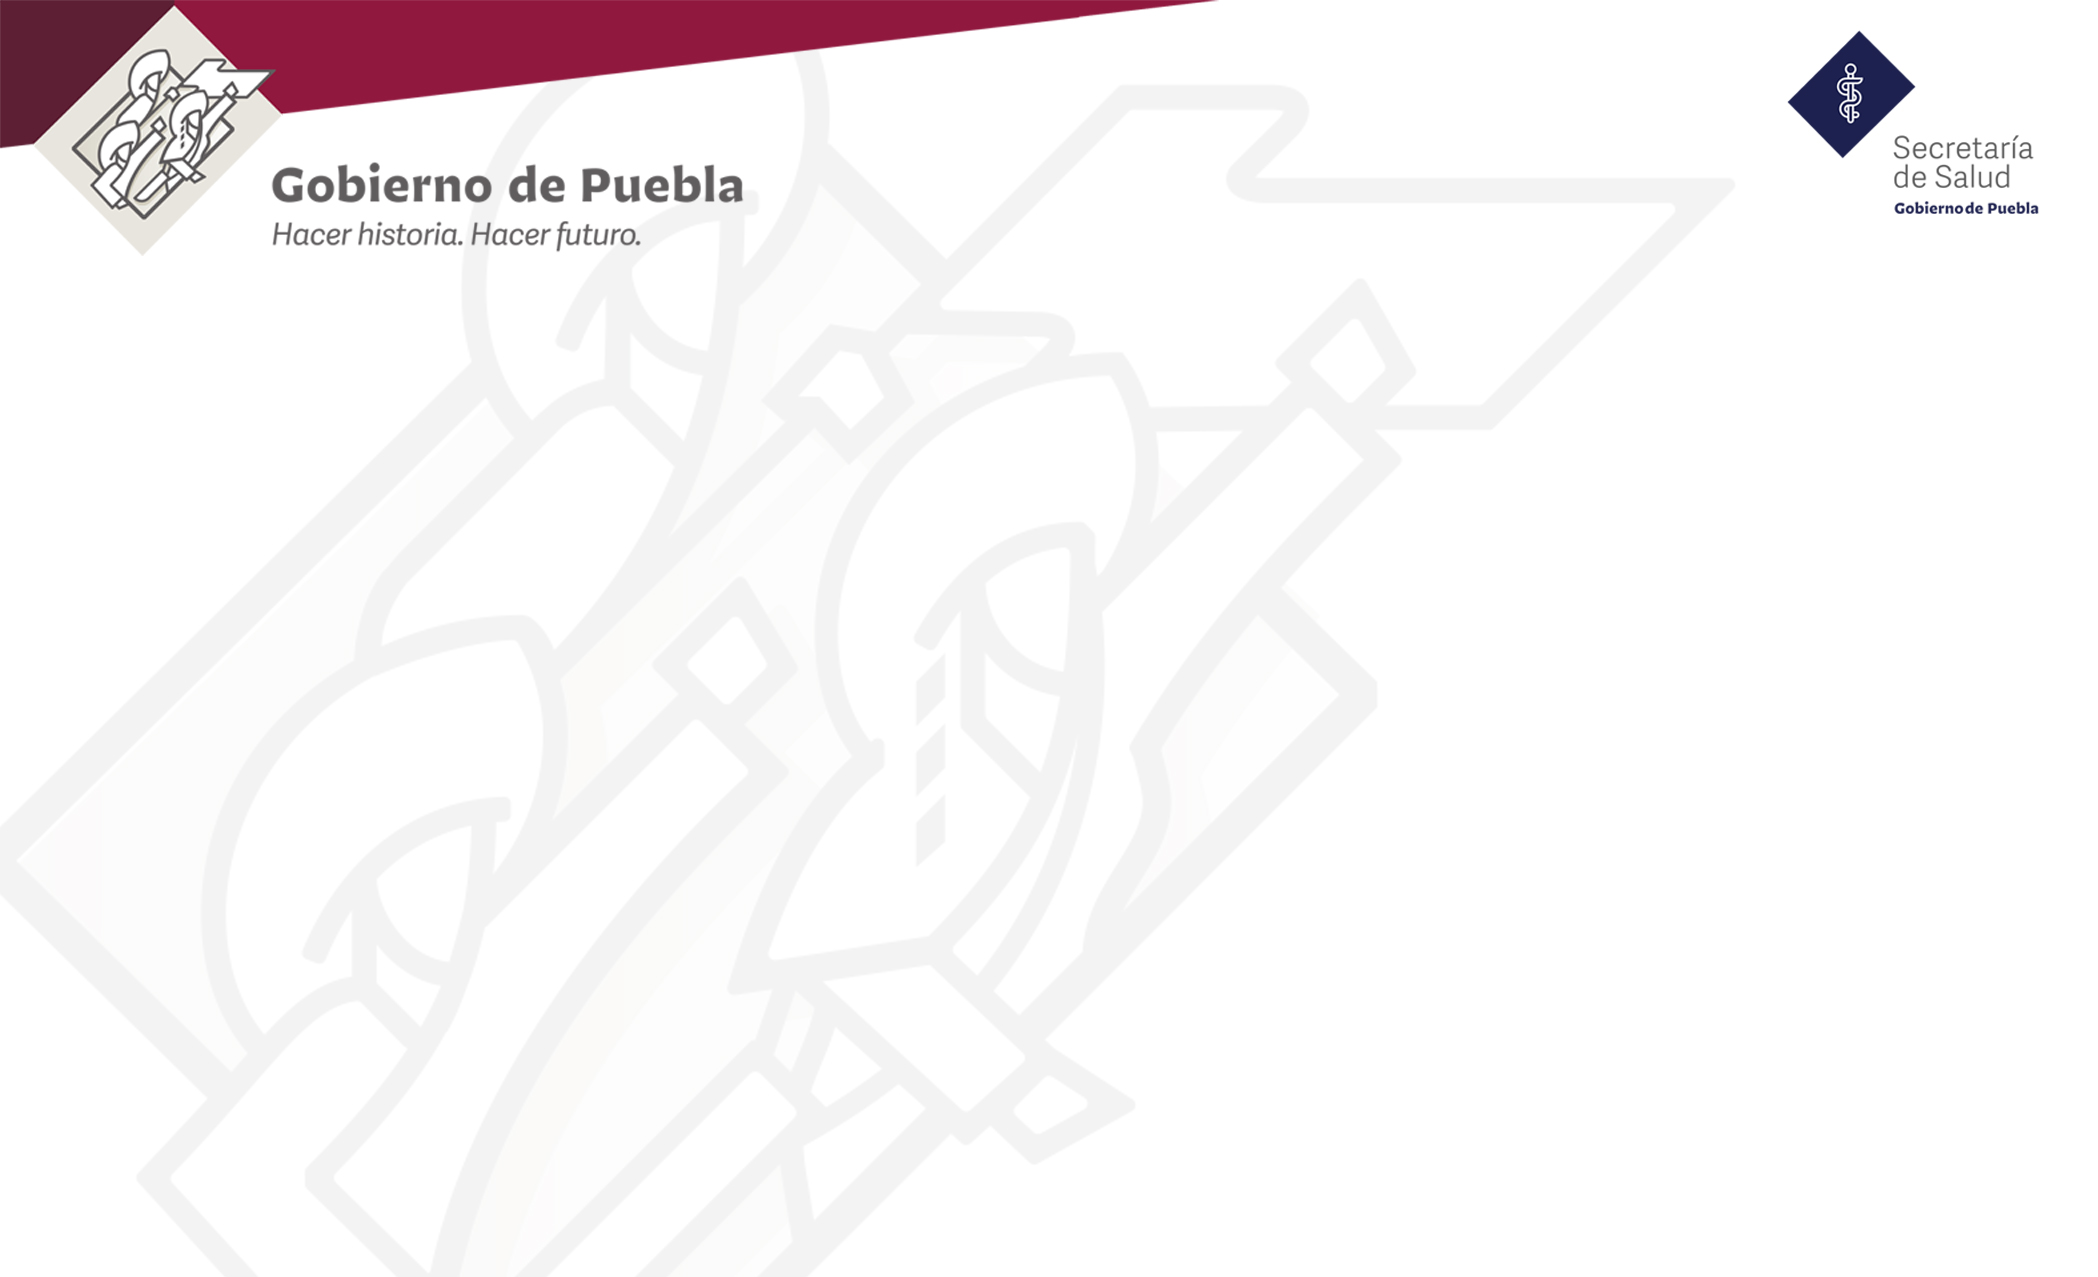 Gobierno de Puebla
Hacer historia. Hacer futuro.
Secretaría
de Salud
Gobierno de Puebla